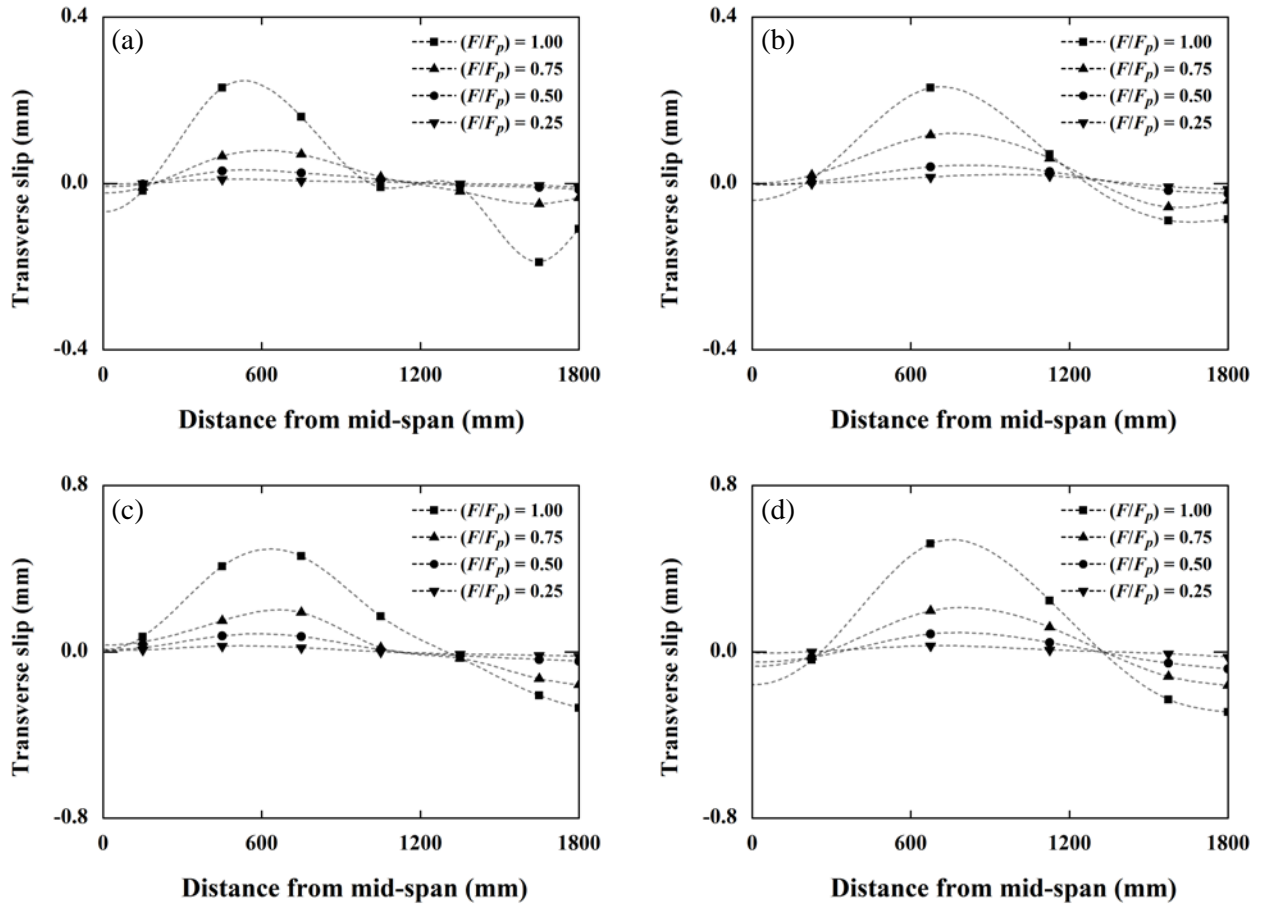 (a)
(F/Fp) = 1.00
(F/Fp) = 0.75
(F/Fp) = 0.50
(F/Fp) = 0.25
0.4
0.0
-0.4
Transverse slip (mm)
0 600 1200 1800
Distance from mid-span (mm)
(b)
(F/Fp) = 1.00
(F/Fp) = 0.75
(F/Fp) = 0.50
(F/Fp) = 0.25
0.4
0.0
-0.4
Transverse slip (mm)
0 600 1200 1800
Distance from mid-span (mm)
(c)
(F/Fp) = 1.00
(F/Fp) = 0.75
(F/Fp) = 0.50
(F/Fp) = 0.25
0.8
0.0
-0.8
Transverse slip (mm)
0 600 1200 1800
Distance from mid-span (mm)
(d)
(F/Fp) = 1.00
(F/Fp) = 0.75
(F/Fp) = 0.50
(F/Fp) = 0.25
0.8
0.0
-0.8
Transverse slip (mm)
0 600 1200 1800
Distance from mid-span (mm)